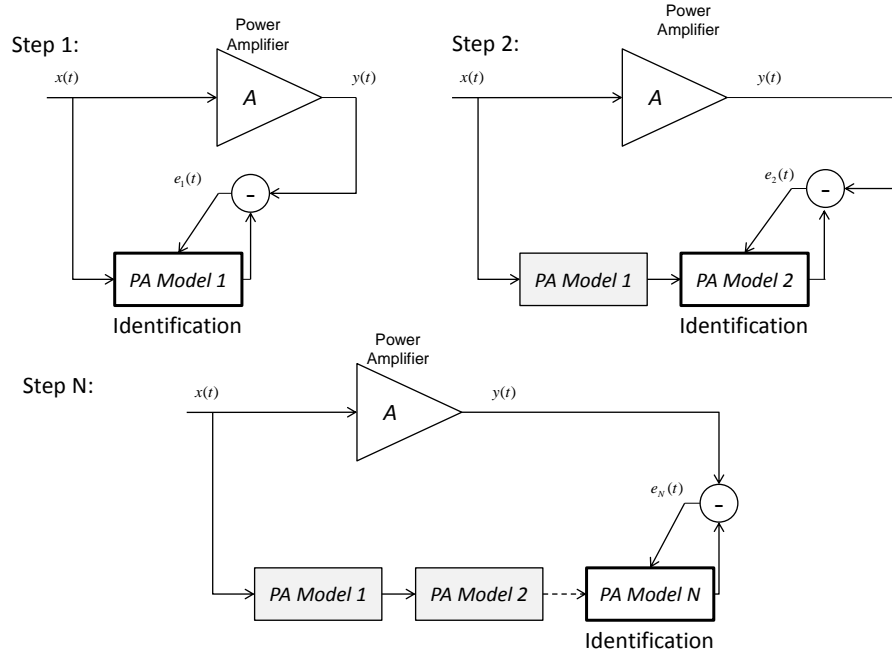 Step 1:
Power
Amplifier
x(t)
y(t)
A
e₁(t)
-
PA Model 1
Identification
Step 2:
Power
Amplifier
x(t)
y(t)
A
e₂(t)
-
PA Model 1
PA Model 2
Identification
Step N:
Power
Amplifier
x(t)
y(t)
A
e_N(t)
-
PA Model 1
PA Model 2
PA Model N
Identification